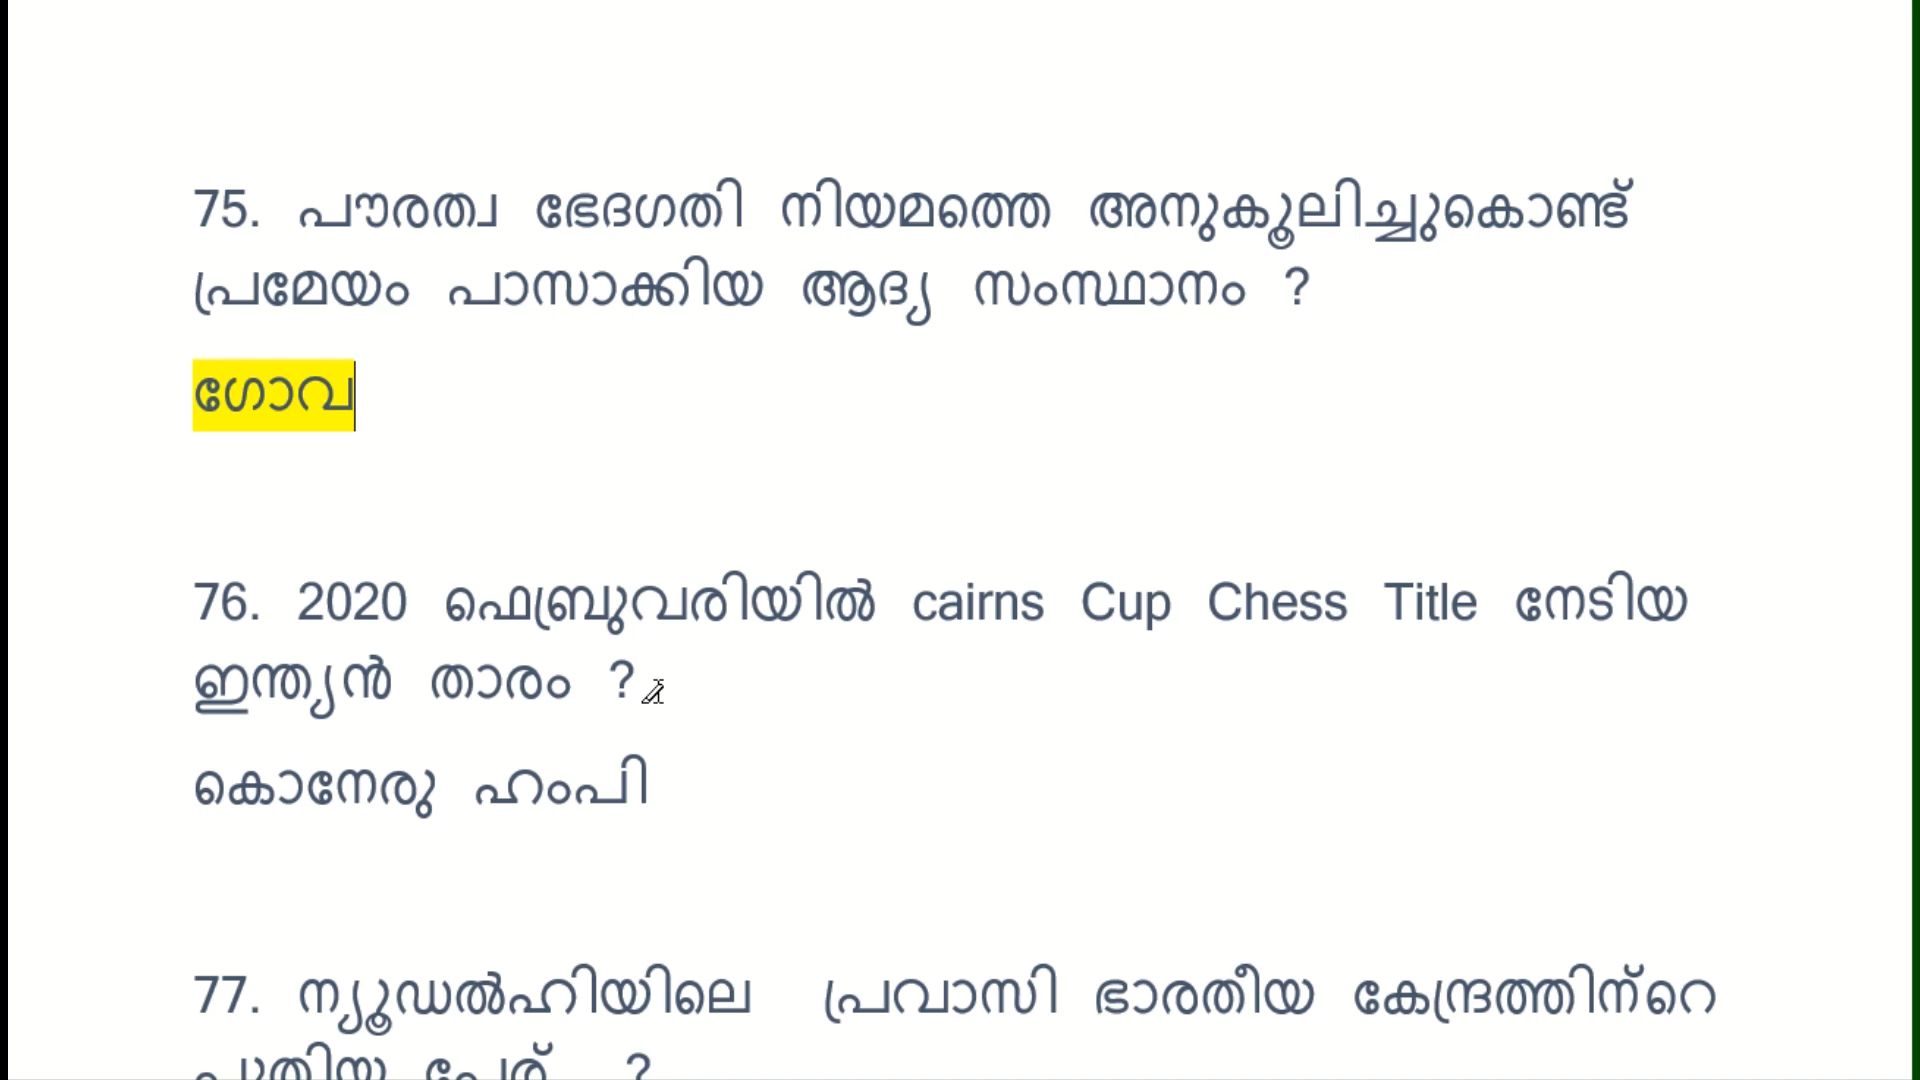 75. പൗരത്വ ഭേദഗതി നിയമത്തെ അനുകൂലിച്ചുകൊണ്ട്
പ്രമേയം പാസാക്കിയ ആദ്യ സംസ്ഥാനം ?
ഗോവ
76. 2020 ഫെബ്രുവരിയിൽ cairns Cup Chess Title നേടിയ
ഇന്ത്യൻ താരം ?
കൊനേരു ഹംപി
77. ന്യൂഡൽഹിയിലെ പ്രവാസി ഭാരതീയ കേന്ദ്രത്തിന്റെ
പുതിയ പേര് ?